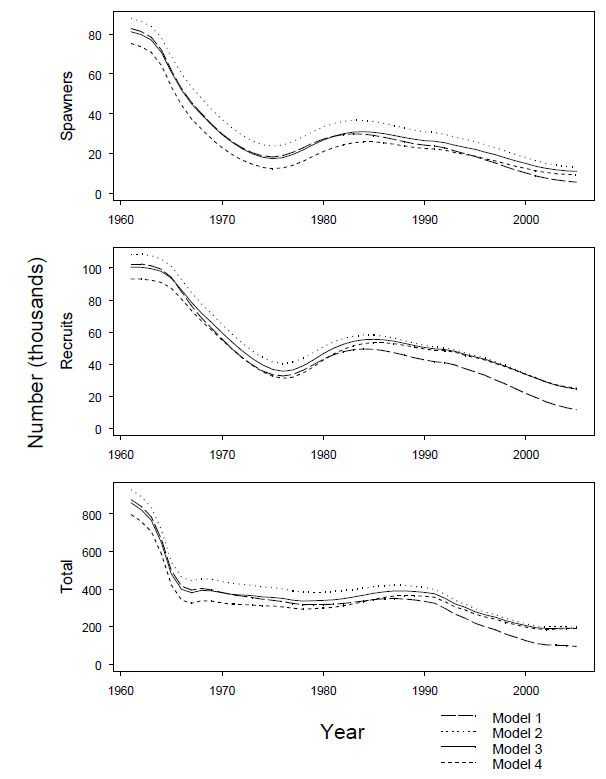 Number (thousands)
Spawners
80
60
40
20
0
1960 1970 1980 1990 2000
Recruits
100
80
60
40
20
0
1960 1970 1980 1990 2000
Total
800
600
400
200
0
1960 1970 1980 1990 2000
Year
Model 1
Model 2
Model 3
Model 4